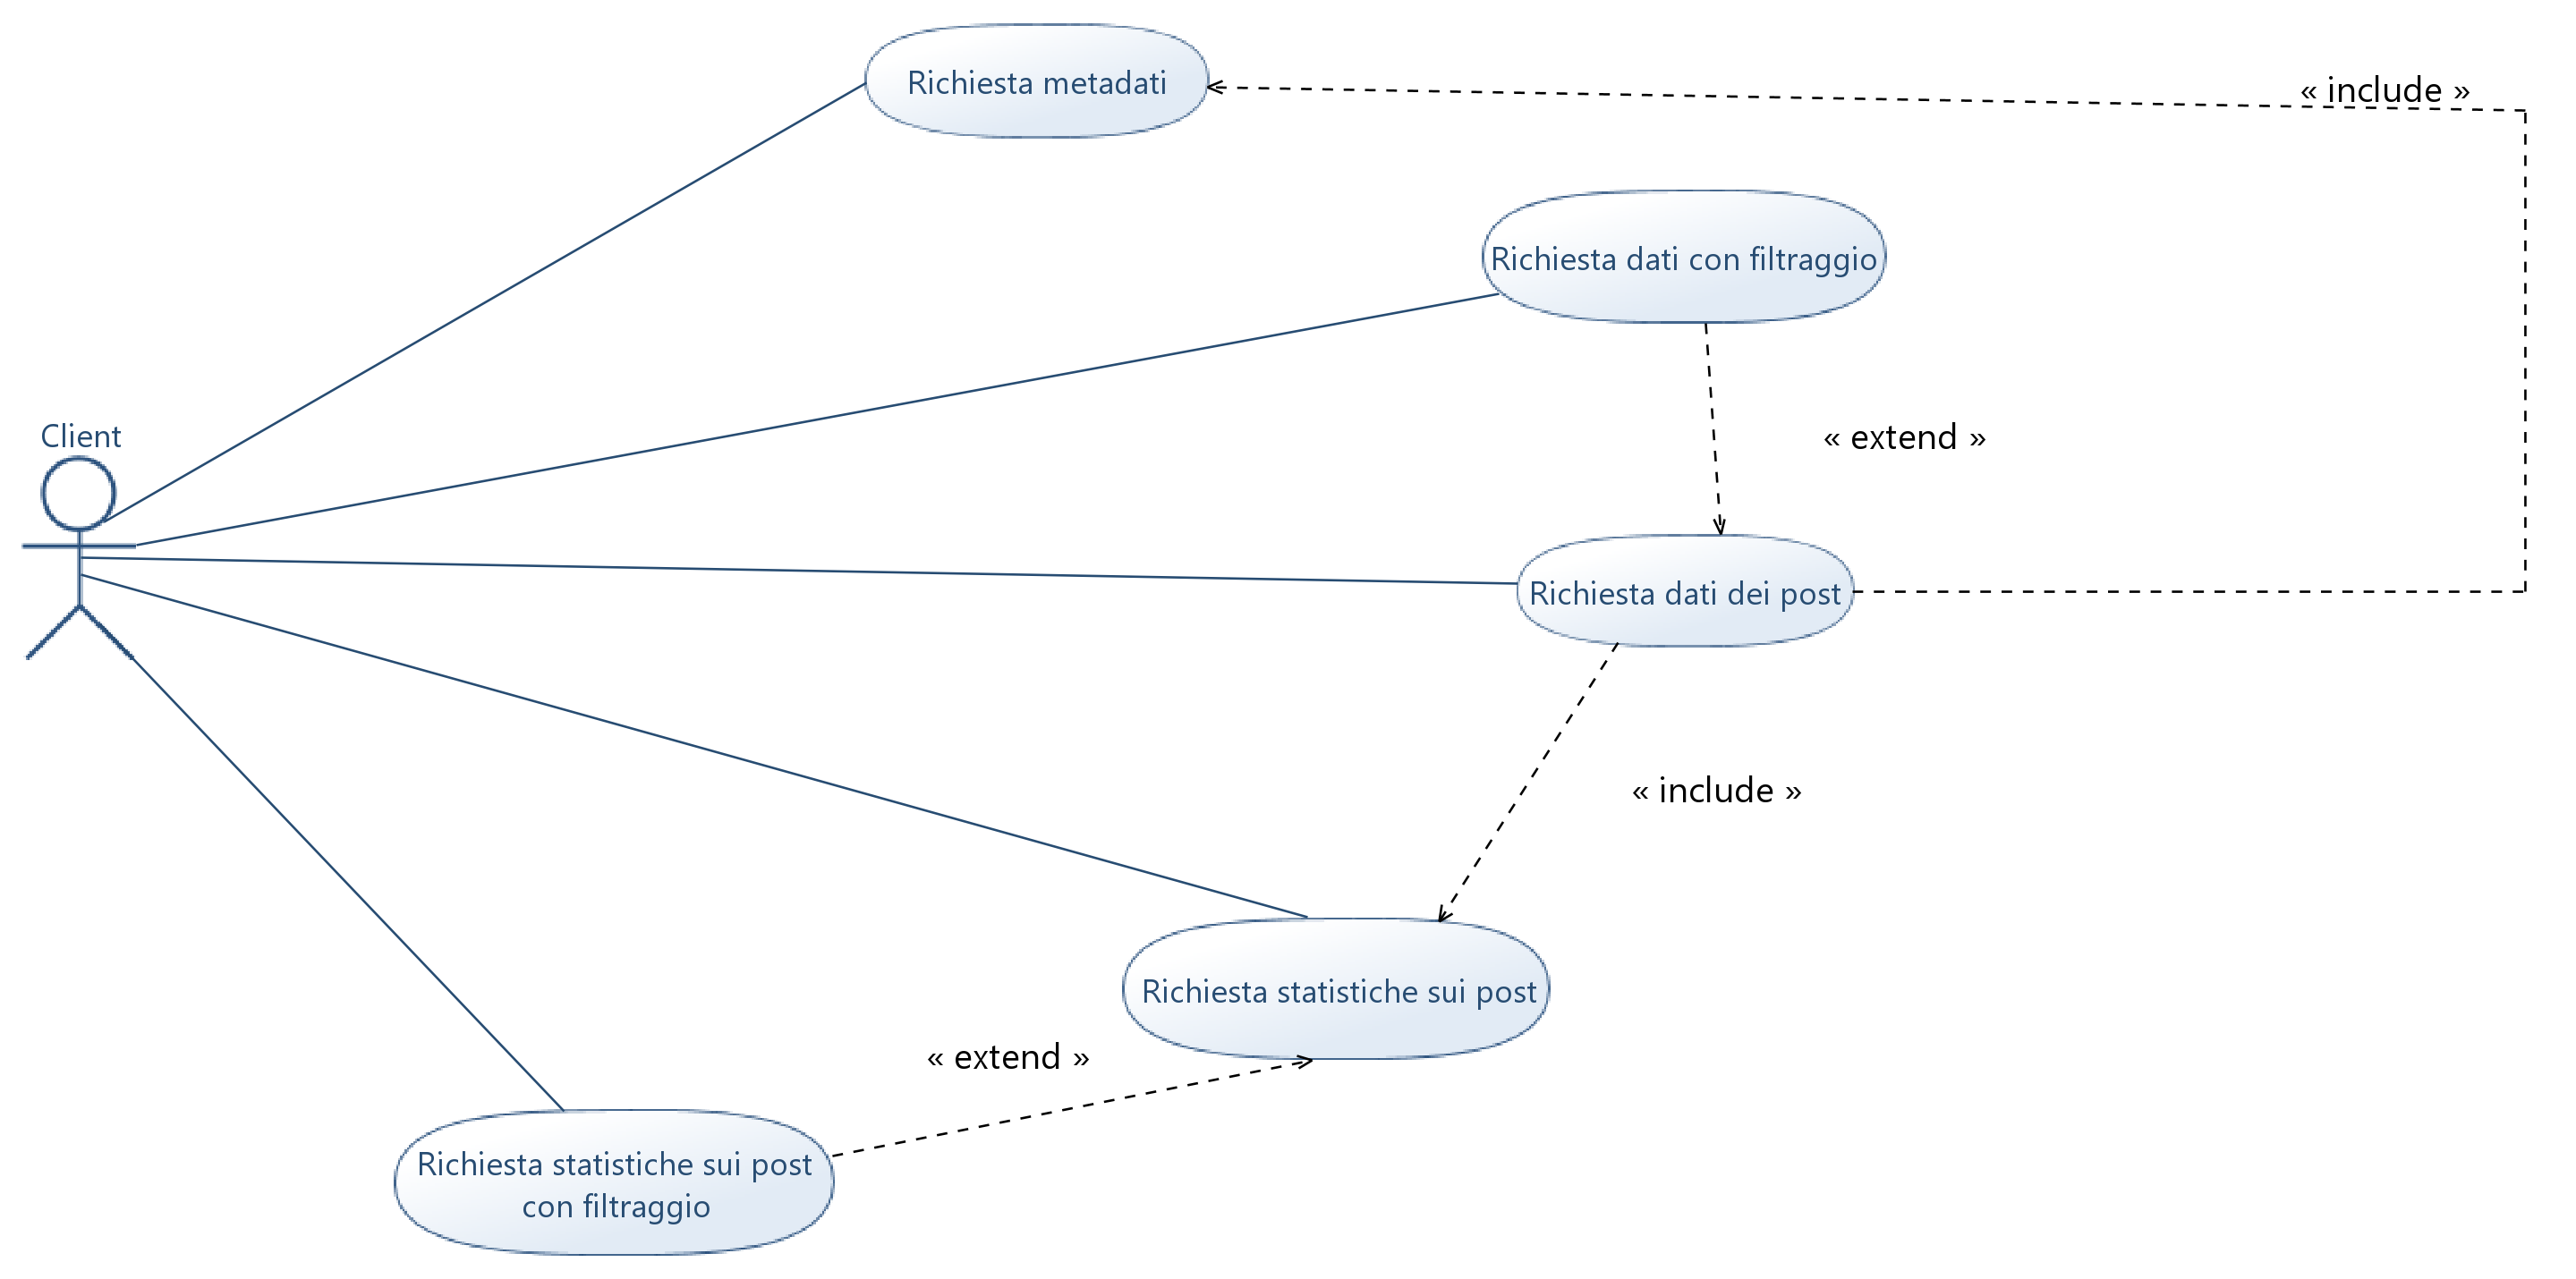 Richiesta metadati
« include »
Richiesta dati con filtraggio
Client
« extend »
Richiesta dati dei post
« include »
Richiesta statistiche sui post
« extend »
Richiesta statistiche sui post
con filtraggio